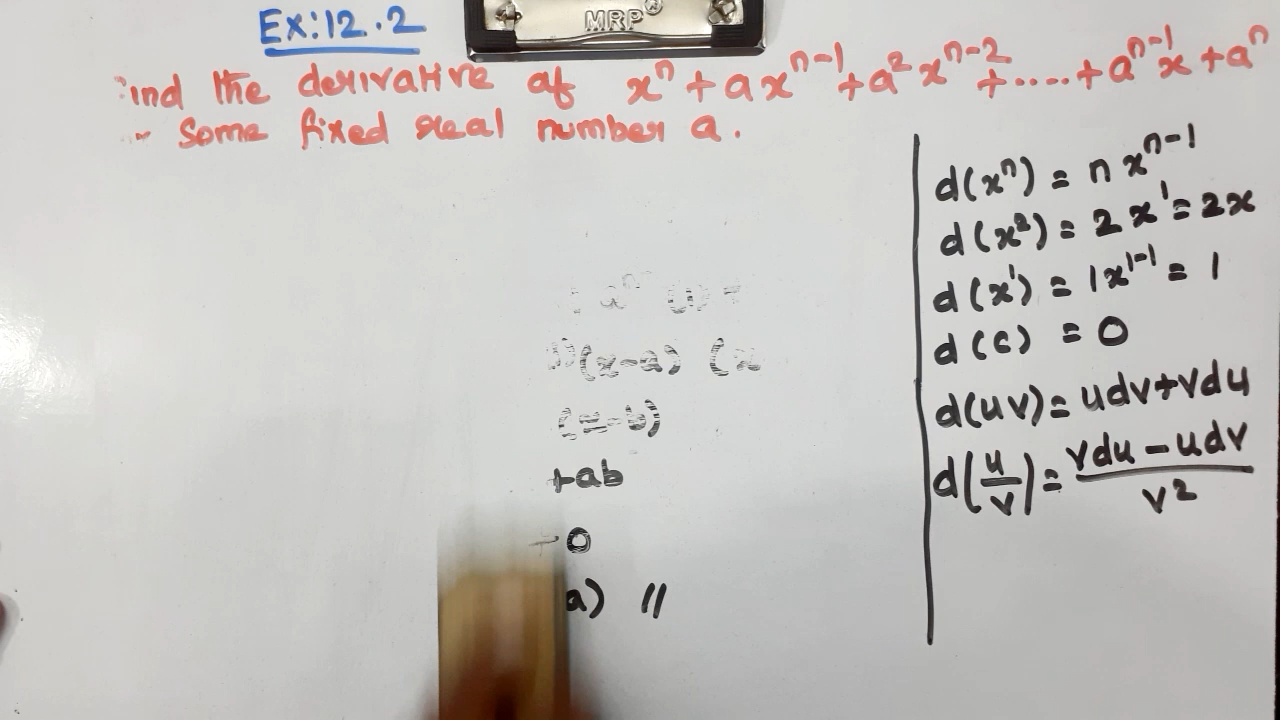 Ex:12.2
MRP
ind the derivative of xⁿ + axⁿ⁻¹ + a²xⁿ⁻² + ..... + aⁿ⁻¹x + aⁿ
some fixed real number a.
d(xⁿ) = n xⁿ⁻¹
d(x²) = 2x¹ = 2x
d(x¹) = 1x¹⁻¹ = 1
d(c) = 0
d(uv) = udv+vdu
d(u/v) = vdu - udv / v²
(x-a) (x
(x-b)
+ab
0
a) //